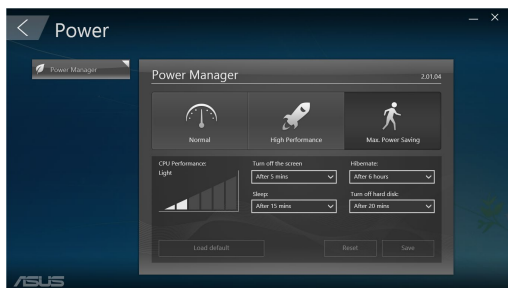 Power
Power Manager
Power Manager 2.01.04
Normal High Performance Max. Power Saving
CPU Performance: Turn off the screen Hibernate:
Light After 5 mins After 6 hours
Sleep: Turn off hard disk:
After 15 mins After 20 mins
Load default Reset Save
ASUS